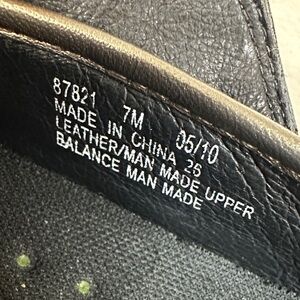 87821 7M 05/10
MADE IN CHINA 26
LEATHER/MAN MADE UPPER
BALANCE MAN MADE